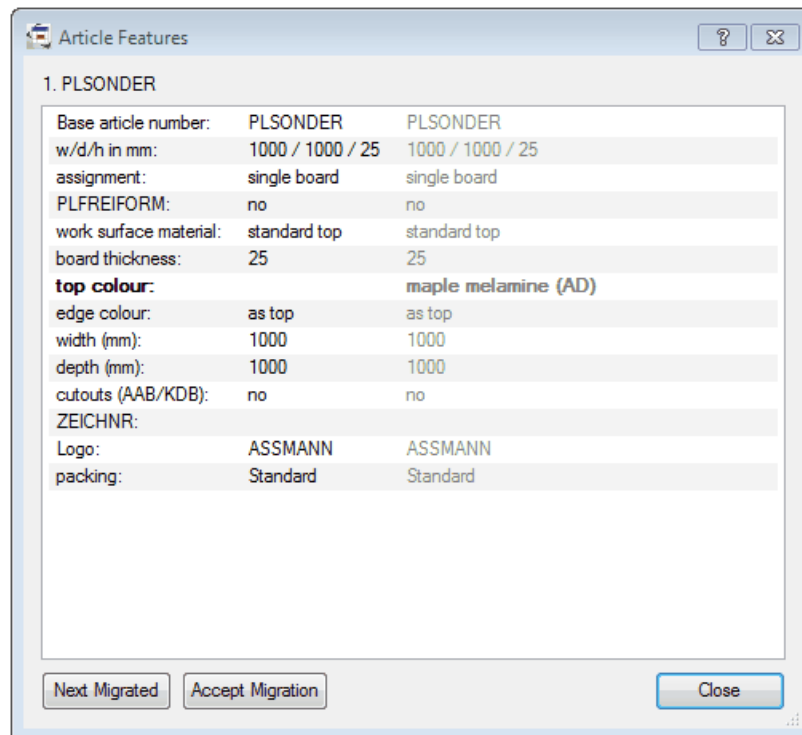 Article Features
1. PLSONDER
Base article number: PLSONDER PLSONDER
w/d/h in mm: 1000 / 1000 / 25 1000 / 1000 / 25
assignment: single board single board
PLFREIFORM: no no
work surface material: standard top standard top
board thickness: 25 25
top colour: maple melamine (AD)
edge colour: as top as top
width (mm): 1000 1000
depth (mm): 1000 1000
cutouts (AAB/KDB): no no
ZEICHNR:
Logo: ASSMANN ASSMANN
packing: Standard Standard
Next Migrated Accept Migration Close